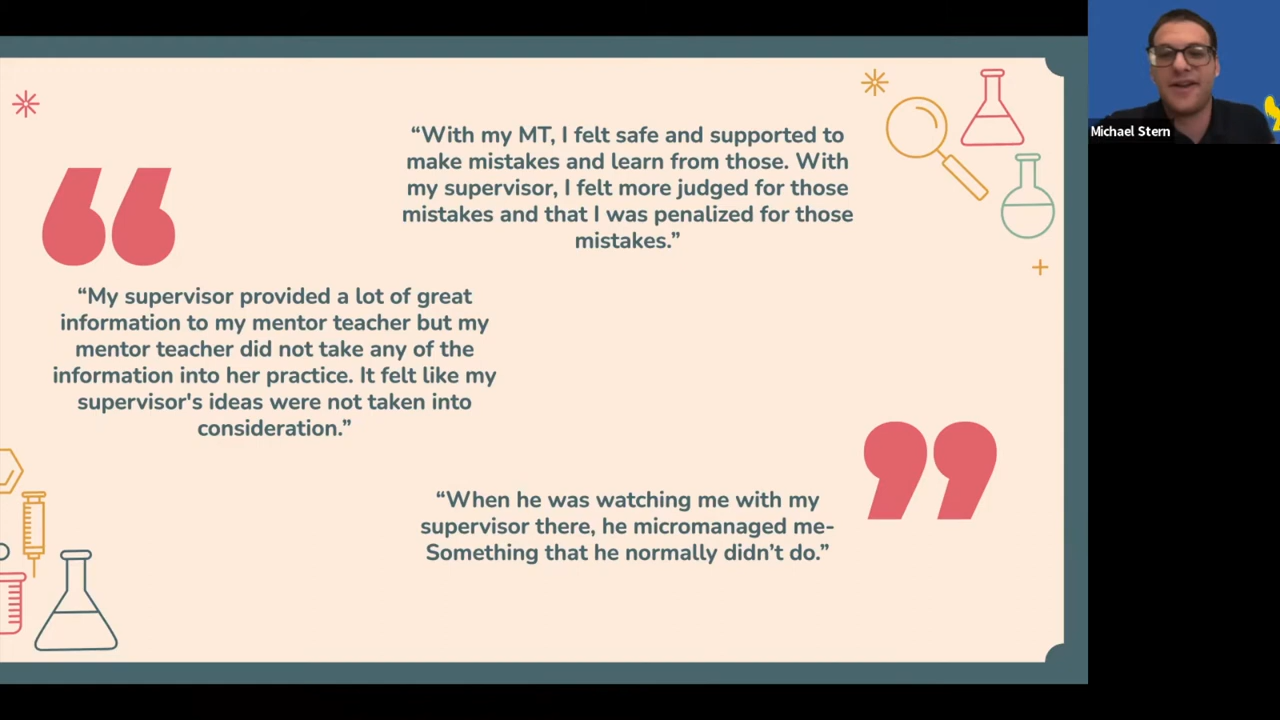 “With my MT, I felt safe and supported to
make mistakes and learn from those. With
my supervisor, I felt more judged for those
mistakes and that I was penalized for those
mistakes.”
“My supervisor provided a lot of great
information to my mentor teacher but my
mentor teacher did not take any of the
information into her practice. It felt like my
supervisor's ideas were not taken into
consideration.”
“When he was watching me with my
supervisor there, he micromanaged me-
Something that he normally didn’t do.”
Michael Stern